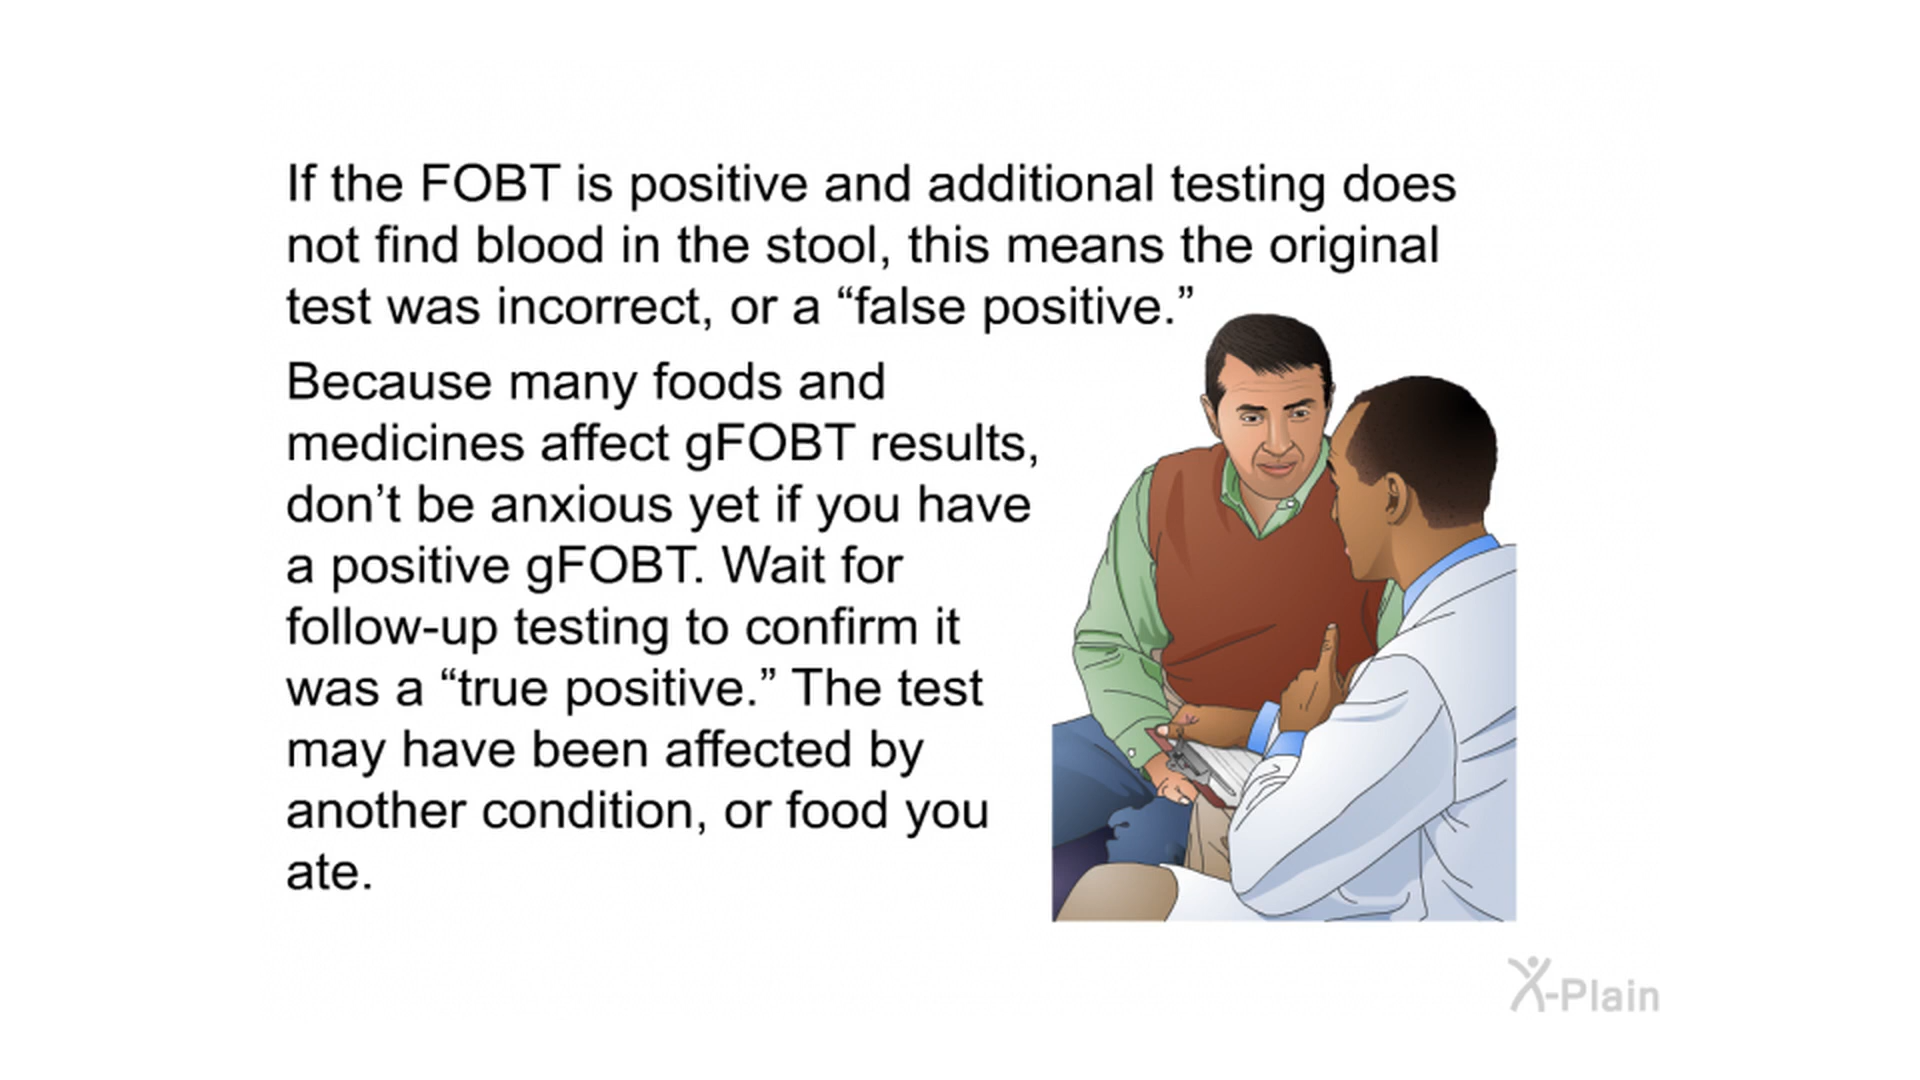 If the FOBT is positive and additional testing does
not find blood in the stool, this means the original
test was incorrect, or a “false positive.”
Because many foods and
medicines affect gFOBT results,
don’t be anxious yet if you have
a positive gFOBT. Wait for
follow-up testing to confirm it
was a “true positive.” The test
may have been affected by
another condition, or food you
ate.
X-Plain